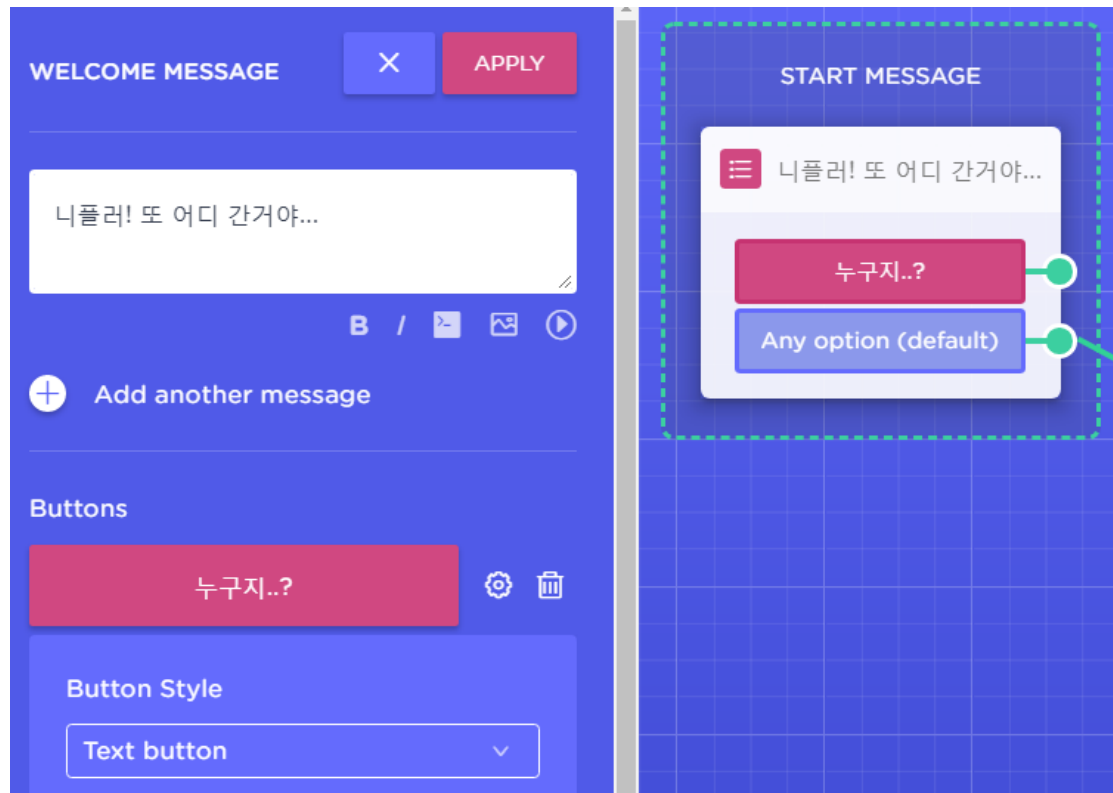 WELCOME MESSAGE
APPLY
니플러! 또 어디 간거야...
B I
Add another message
Buttons
누구지..?
Button Style
Text button
START MESSAGE
니플러! 또 어디 간거야...
누구지..?
Any option (default)